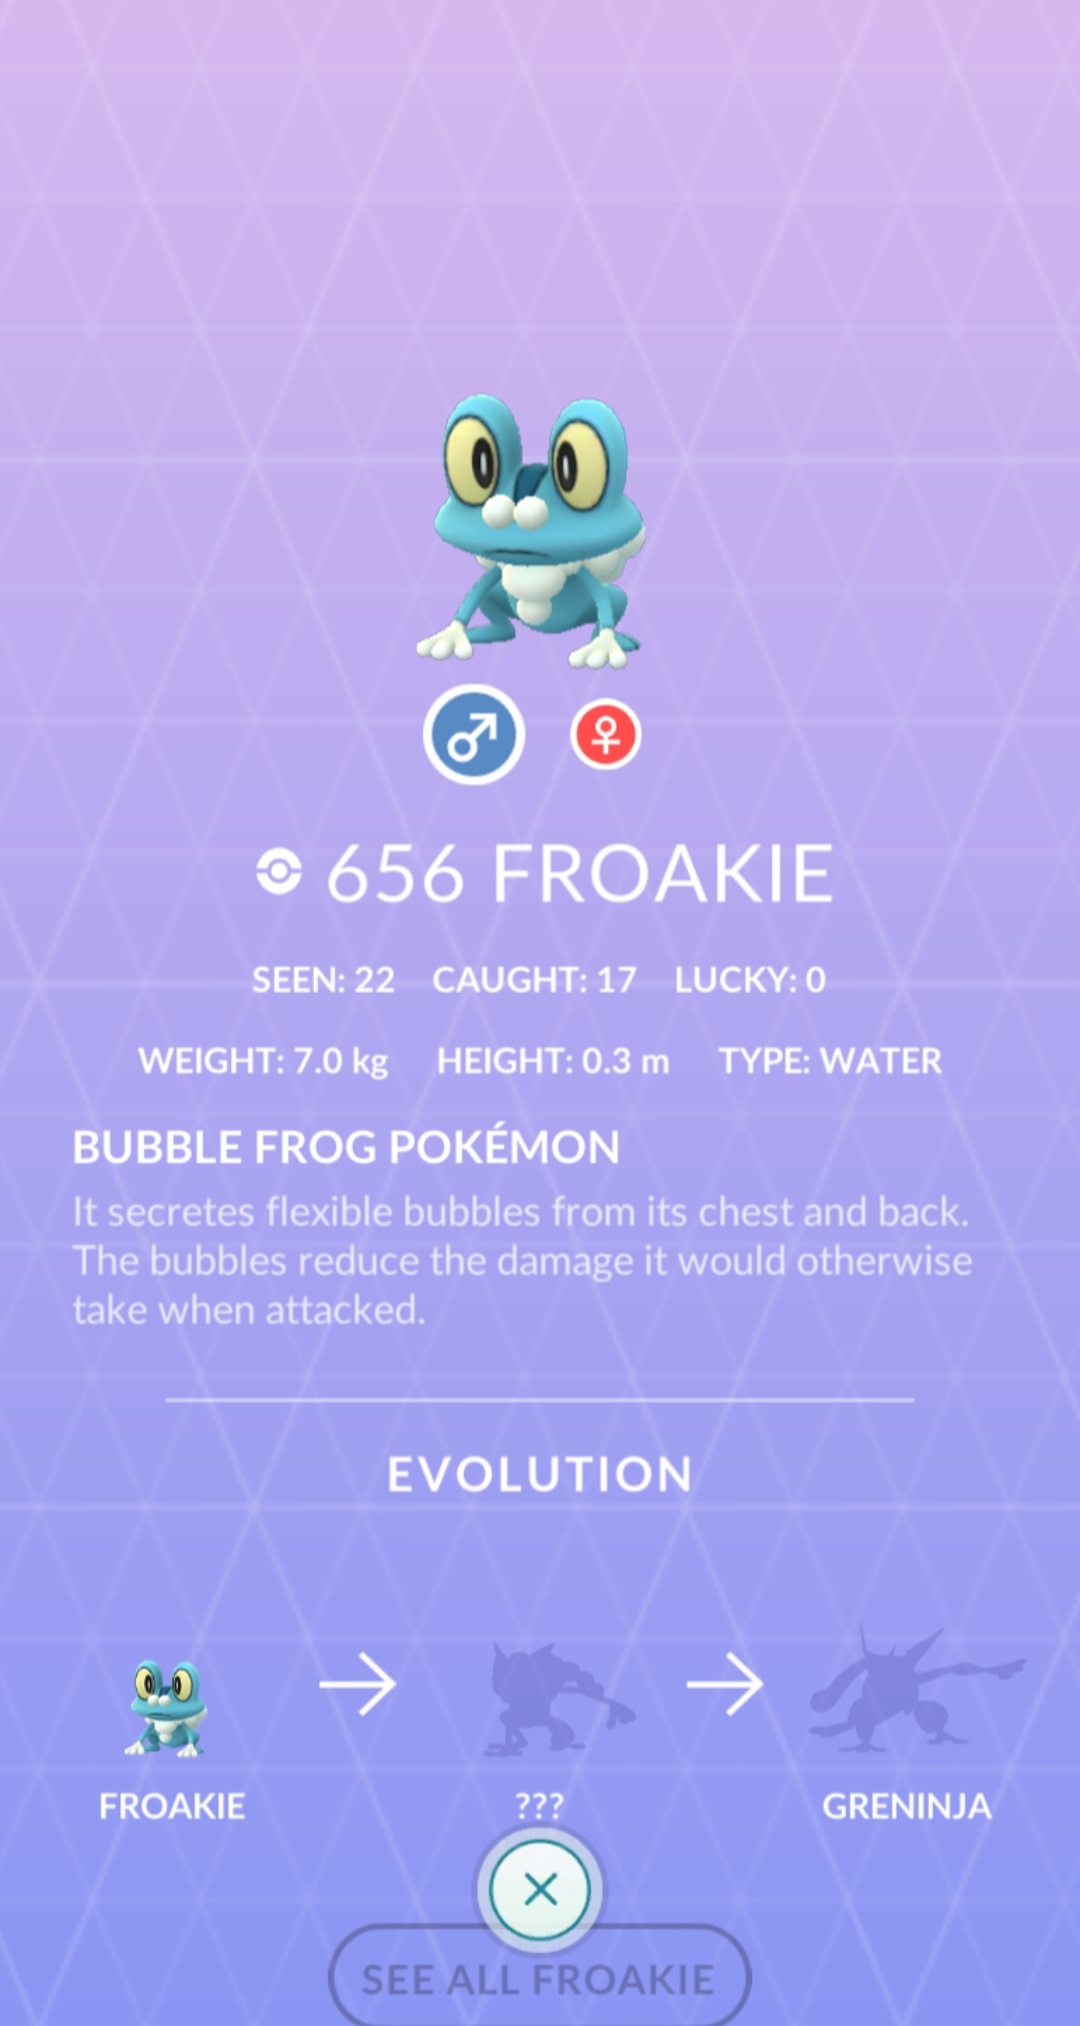 656 FROAKIE
SEEN: 22 CAUGHT: 17 LUCKY: 0
WEIGHT: 7.0 kg HEIGHT: 0.3 m TYPE: WATER
BUBBLE FROG POKÉMON
It secretes flexible bubbles from its chest and back.
The bubbles reduce the damage it would otherwise
take when attacked.
EVOLUTION
FROAKIE ??? GRENINJA
SEE ALL FROAKIE